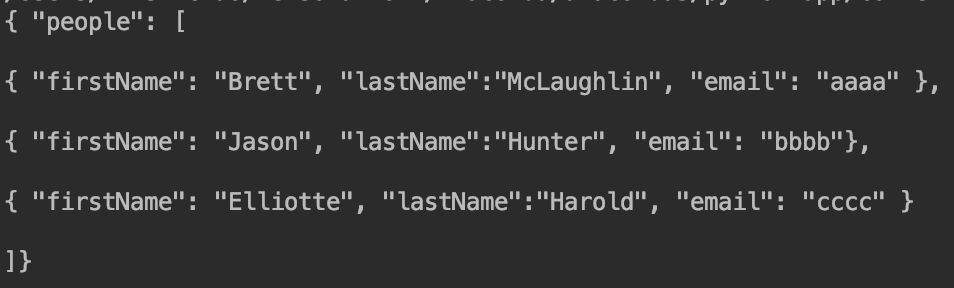 { "people": [
{ "firstName": "Brett", "lastName":"McLaughlin", "email": "aaaa" },
{ "firstName": "Jason", "lastName":"Hunter", "email": "bbbb"},
{ "firstName": "Elliotte", "lastName":"Harold", "email": "cccc" }
]}